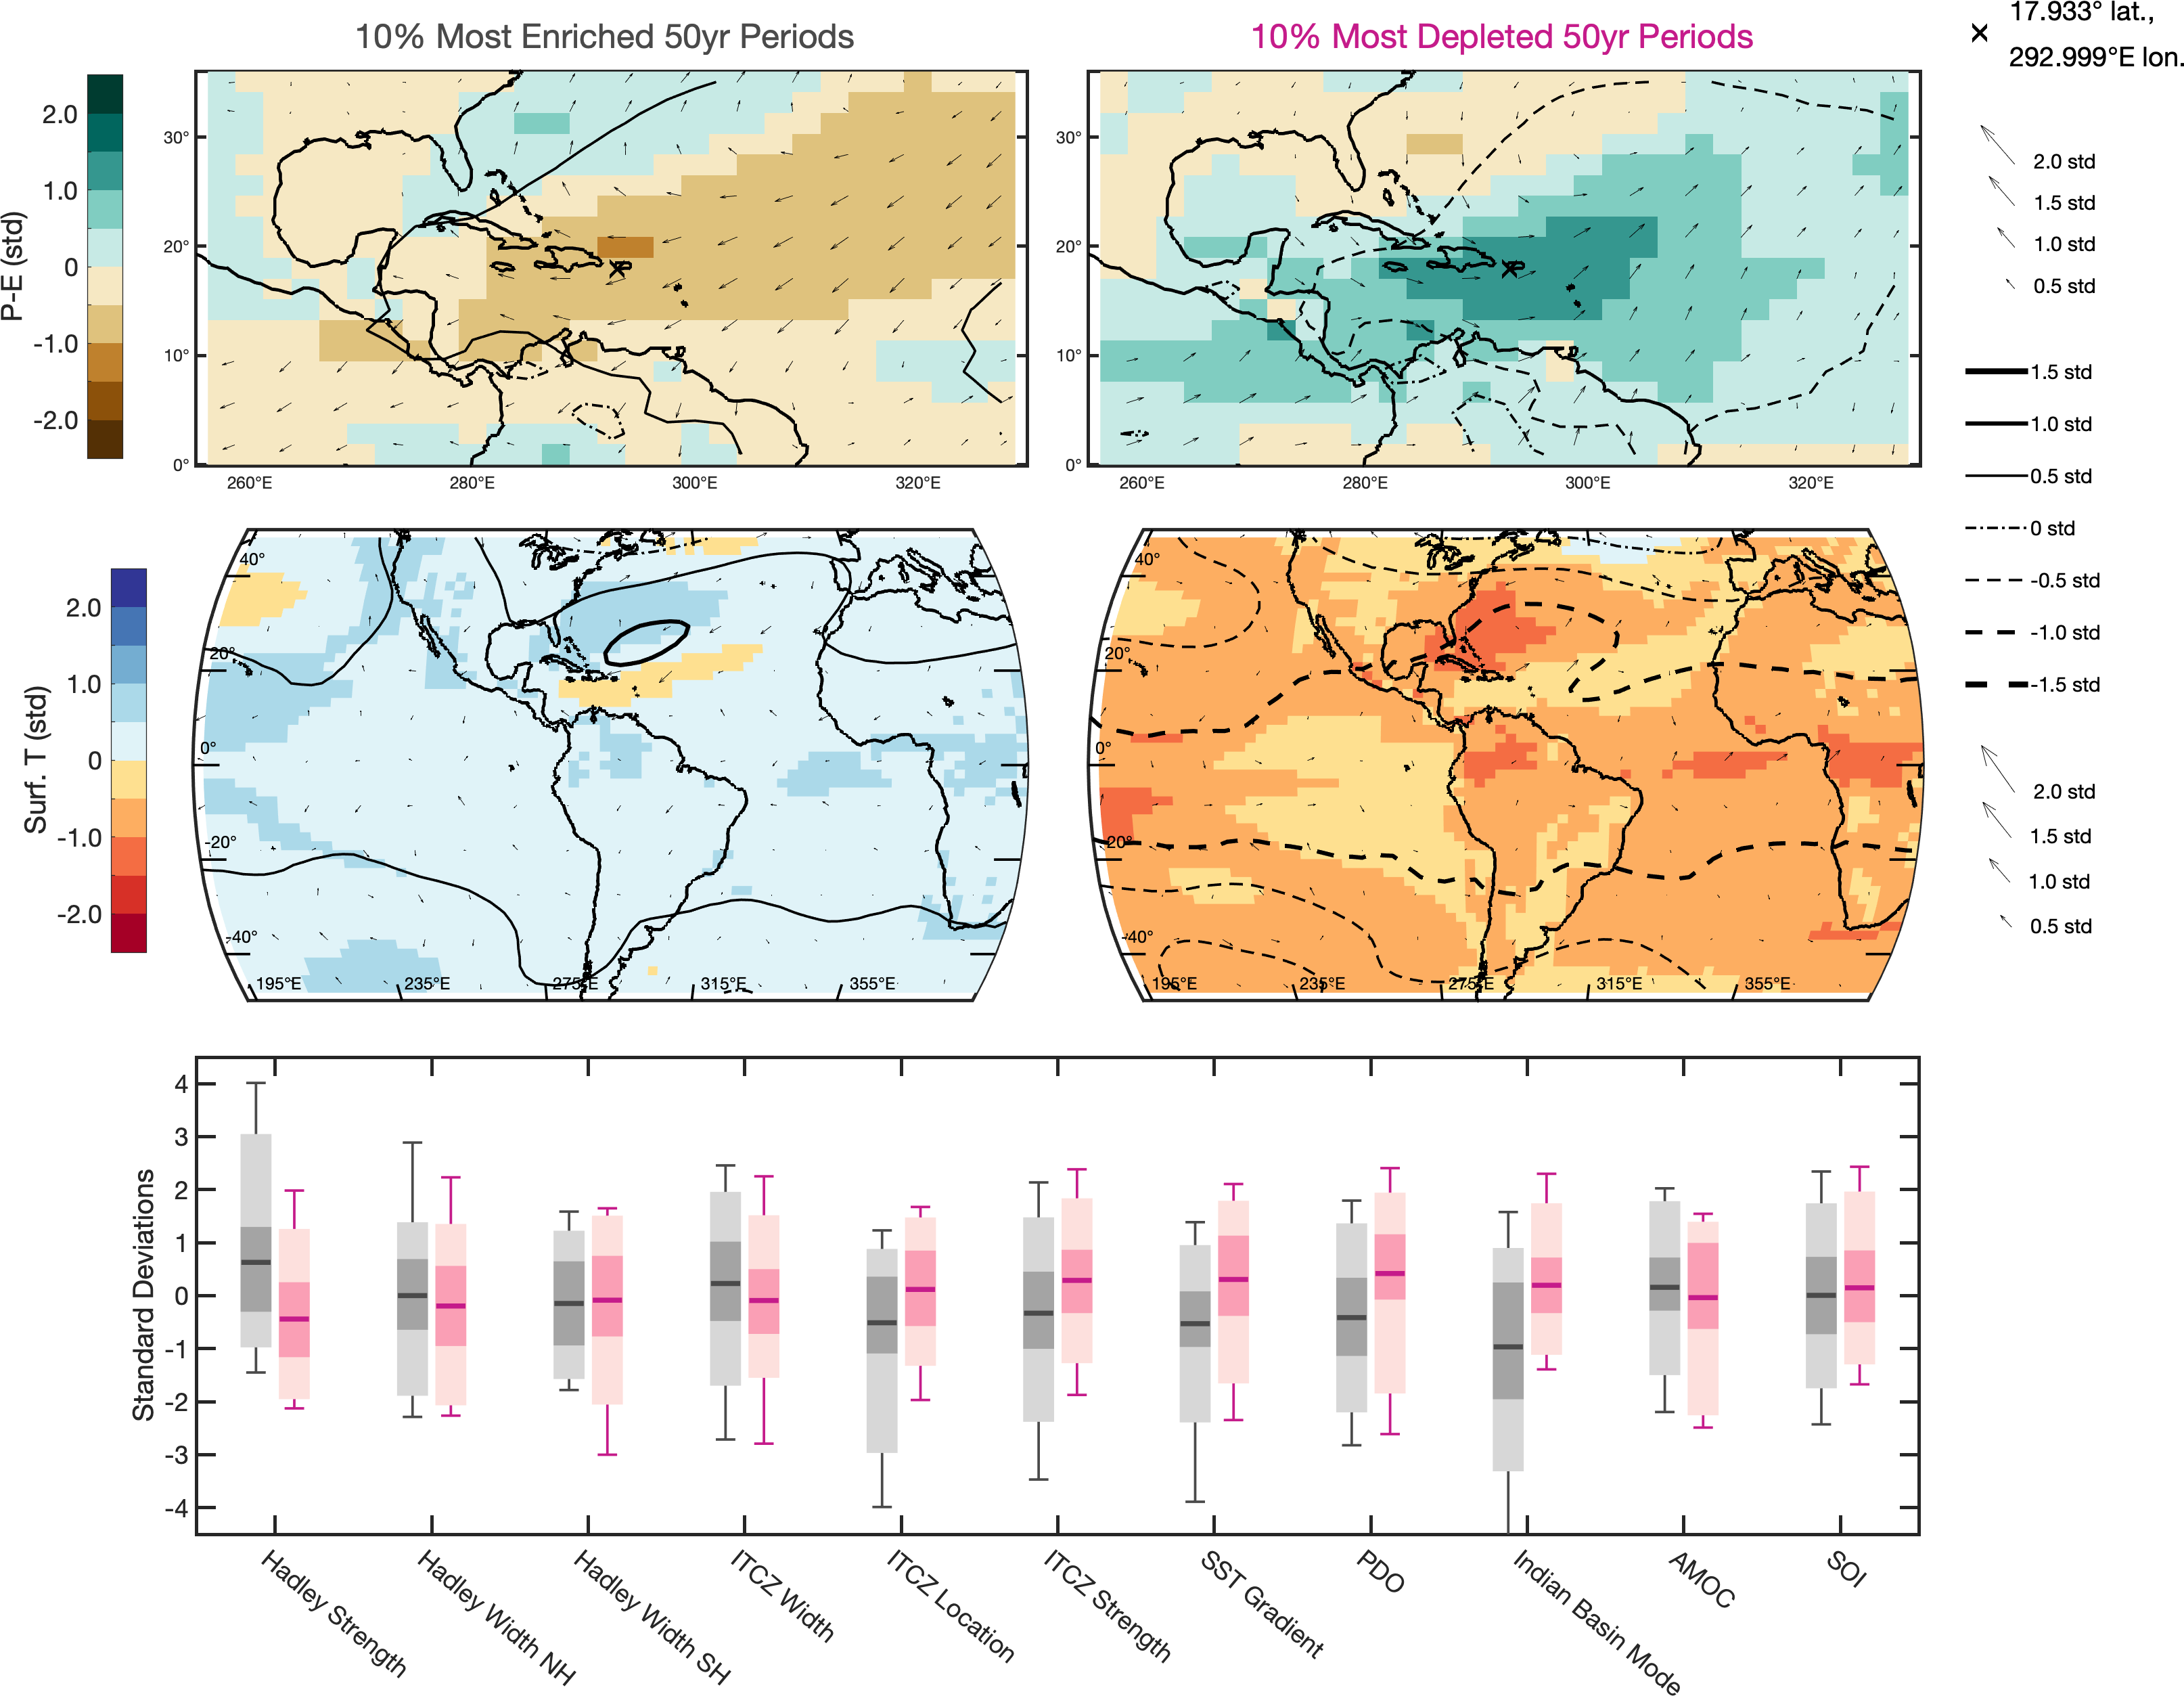 10% Most Enriched 50yr Periods
10% Most Depleted 50yr Periods
17.933° lat.,
292.999°E lon.
P-E (std)
2.0
1.0
0
-1.0
-2.0
30°
20°
10°
0°
260°E
280°E
300°E
320°E
30°
20°
10°
0°
260°E
280°E
300°E
320°E
2.0 std
1.5 std
1.0 std
0.5 std
1.5 std
1.0 std
0.5 std
0 std
-0.5 std
-1.0 std
-1.5 std
Surf. T (std)
2.0
1.0
0
-1.0
-2.0
40°
20°
0°
-20°
-40°
195°E
235°E
275°E
315°E
355°E
40°
20°
0°
-20°
-40°
195°E
235°E
275°E
315°E
355°E
2.0 std
1.5 std
1.0 std
0.5 std
Standard Deviations
4
3
2
1
0
-1
-2
-3
-4
Hadley Strength
Hadley Width NH
Hadley Width SH
ITCZ Width
ITCZ Location
ITCZ Strength
SST Gradient
PDO
Indian Basin Mode
AMOC
SOI